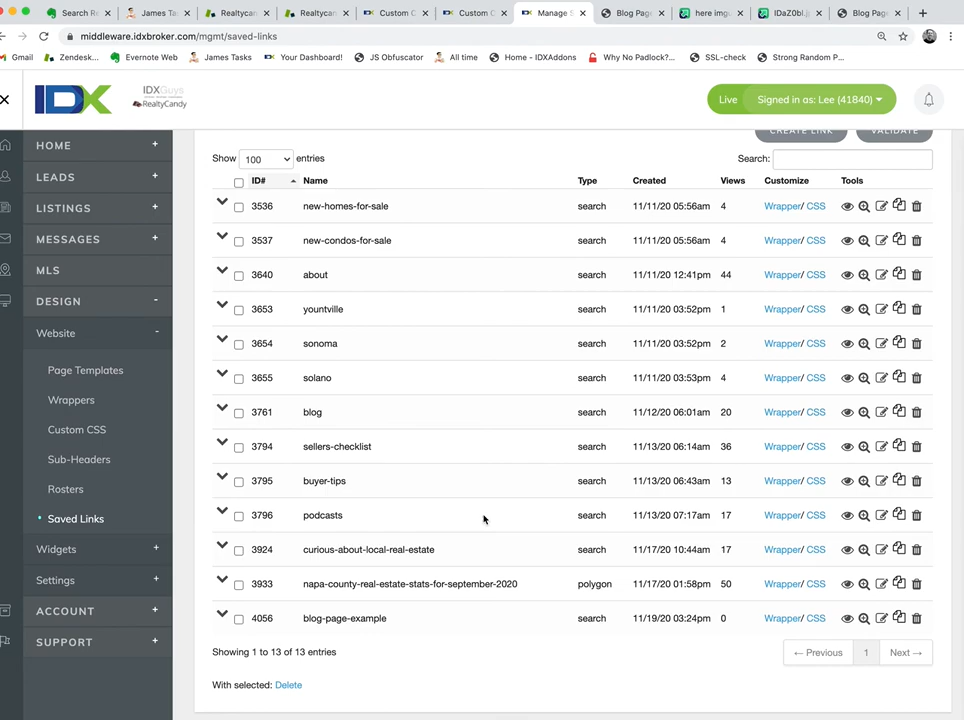 Search R
James Tas
Realtycan
Realtycan
Custom C
Custom C
Manage S
Blog Page
here img
IDaZ0bl.j
Blog Page
middleware.idxbroker.com/mgmt/saved-links
Gmail
Zendesk...
Evernote Web
James Tasks
Your Dashboard!
JS Obfuscator
All time
Home - IDXAddons
Why No Padlock?...
SSL-check
Strong Random P...
IDX
IDXGuys
RealtyCandy
Live Signed in as: Lee (41840)
HOME +
LEADS +
LISTINGS +
MESSAGES +
MLS
DESIGN -
Website -
Page Templates
Wrappers
Custom CSS
Sub-Headers
Rosters
Saved Links
Widgets +
Settings +
ACCOUNT +
SUPPORT +
CREATE LINK VALIDATE
Show 100 entries Search:
ID# Name Type Created Views Customize Tools
3536 new-homes-for-sale search 11/11/20 05:56am 4 Wrapper/ CSS
3537 new-condos-for-sale search 11/11/20 05:56am 4 Wrapper/ CSS
3640 about search 11/11/20 12:41pm 44 Wrapper/ CSS
3653 yountville search 11/11/20 03:52pm 1 Wrapper/ CSS
3654 sonoma search 11/11/20 03:52pm 2 Wrapper/ CSS
3655 solano search 11/11/20 03:53pm 4 Wrapper/ CSS
3761 blog search 11/12/20 06:01am 20 Wrapper/ CSS
3794 sellers-checklist search 11/13/20 06:14am 36 Wrapper/ CSS
3795 buyer-tips search 11/13/20 06:43am 13 Wrapper/ CSS
3796 podcasts search 11/13/20 07:17am 17 Wrapper/ CSS
3924 curious-about-local-real-estate search 11/17/20 10:44am 17 Wrapper/ CSS
3933 napa-county-real-estate-stats-for-september-2020 polygon 11/17/20 01:58pm 50 Wrapper/ CSS
4056 blog-page-example search 11/19/20 03:24pm 0 Wrapper/ CSS
Showing 1 to 13 of 13 entries
← Previous 1 Next →
With selected: Delete